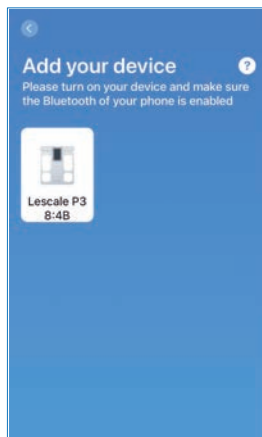 Add your device
?
Please turn on your device and make sure
the Bluetooth of your phone is enabled
Lescale P3
8:4B